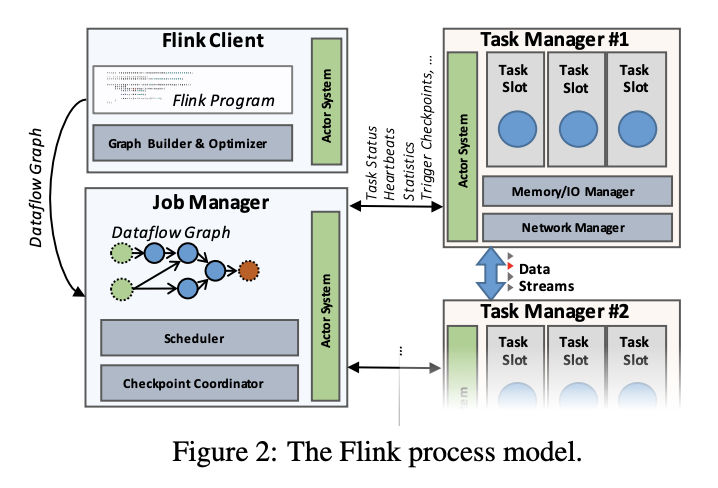 Flink Client
Flink Program
Graph Builder & Optimizer
Actor System
Dataflow Graph
Job Manager
Dataflow Graph
Scheduler
Checkpoint Coordinator
Actor System
Task Status
Heartbeats
Statistics
Trigger Checkpoints, ...
...
Task Manager #1
Actor System
Task
Slot
Task
Slot
Task
Slot
Memory/IO Manager
Network Manager
Data
Streams
Task Manager #2
Task
Slot
Task
Slot
Task
Slot
Figure 2: The Flink process model.